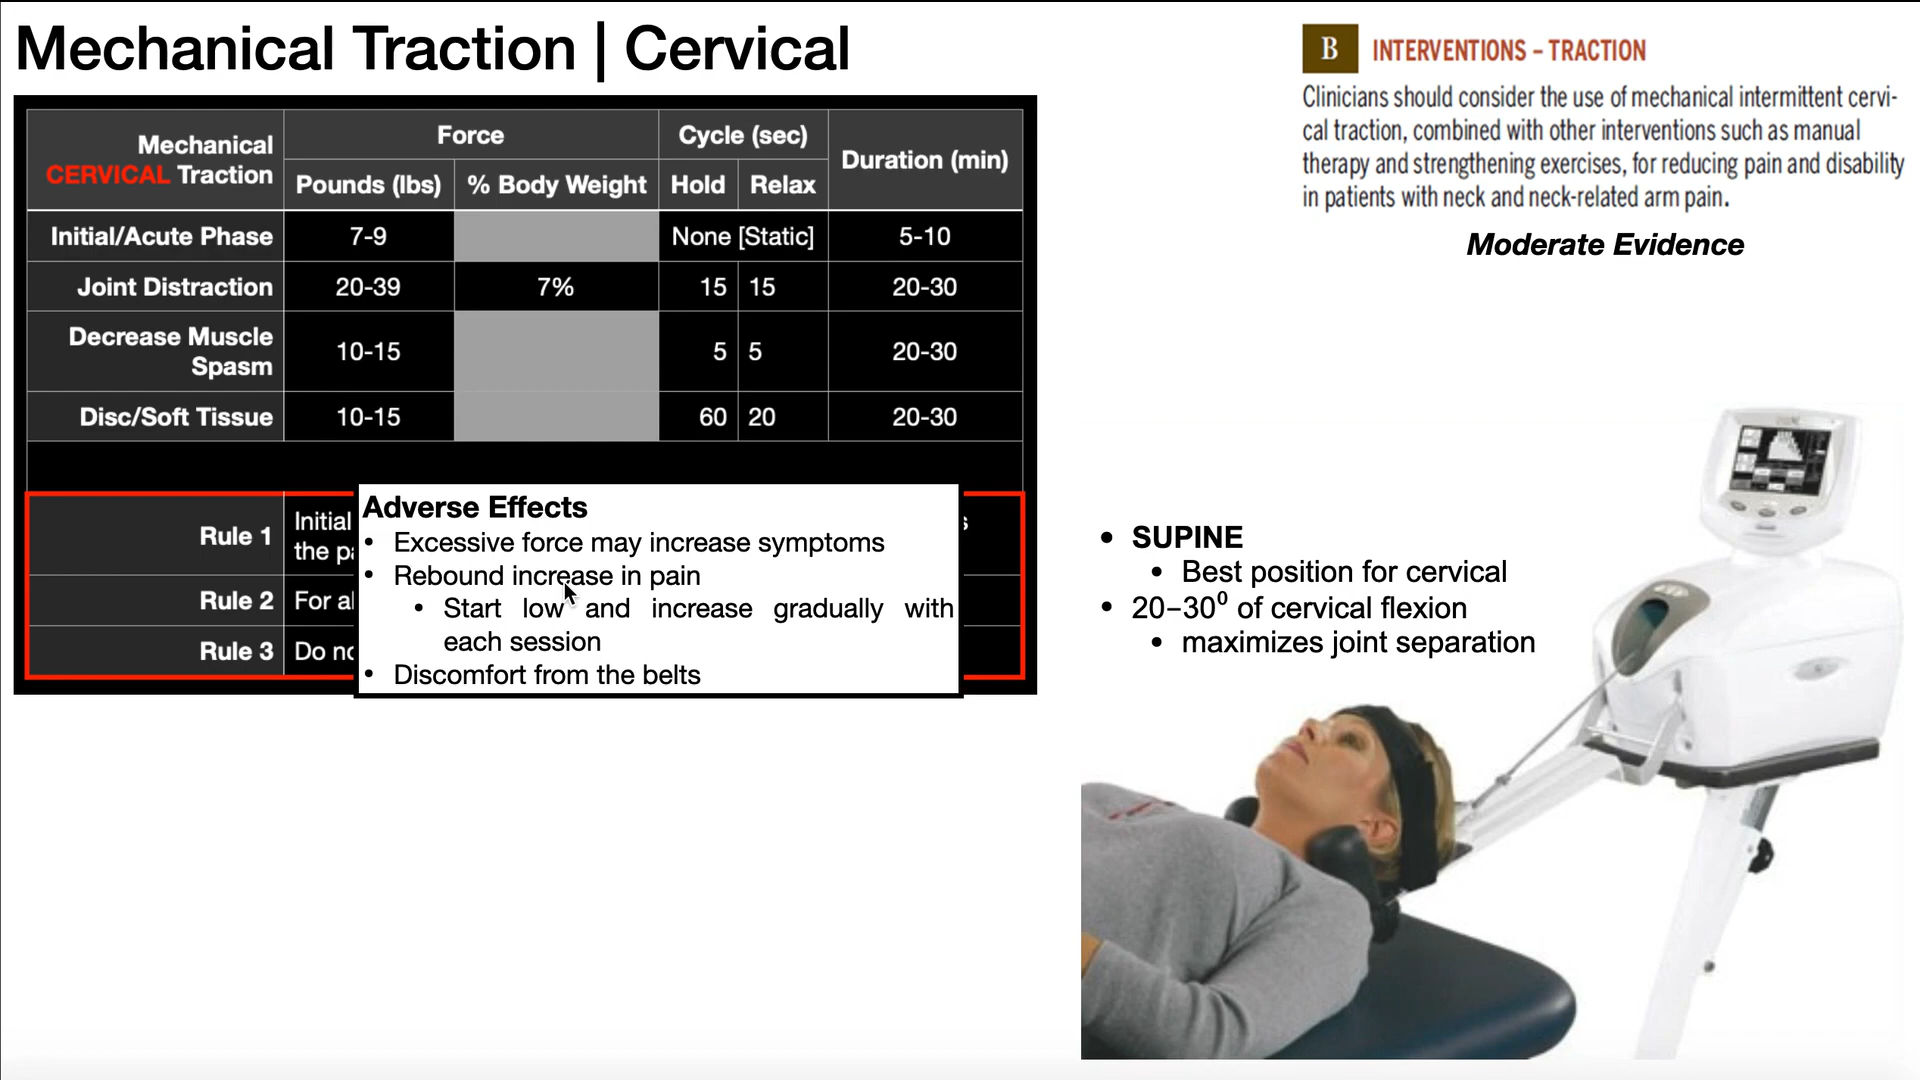 Mechanical Traction | Cervical
Mechanical
CERVICAL Traction
Force
Cycle (sec)
Duration (min)
Pounds (lbs)
% Body Weight
Hold
Relax
Initial/Acute Phase
7-9
None [Static]
5-10
Joint Distraction
20-39
7%
15
15
20-30
Decrease Muscle
Spasm
10-15
5
5
20-30
Disc/Soft Tissue
10-15
60
20
20-30
Rule 1
Initial
the
Rule 2
For
Rule 3
Do
Adverse Effects
• Excessive force may increase symptoms
• Rebound increase in pain
• Start low and increase gradually with
each session
• Discomfort from the belts
B INTERVENTIONS – TRACTION
Clinicians should consider the use of mechanical intermittent cervi-
cal traction, combined with other interventions such as manual
therapy and strengthening exercises, for reducing pain and disability
in patients with neck and neck-related arm pain.
Moderate Evidence
• SUPINE
• Best position for cervical
• 20–30⁰ of cervical flexion
• maximizes joint separation